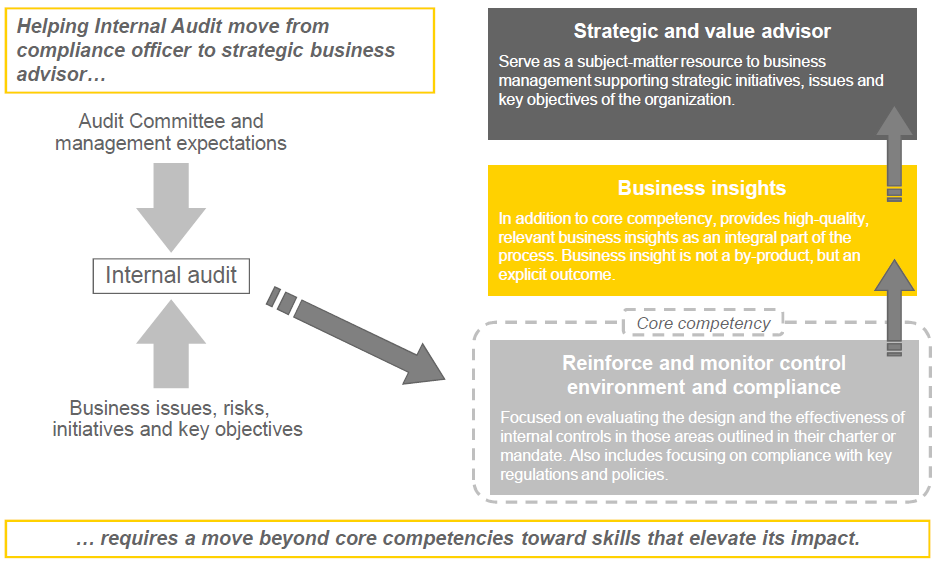 Helping Internal Audit move from
compliance officer to strategic business
advisor…
Audit Committee and
management expectations
Internal audit
Business issues, risks,
initiatives and key objectives
Strategic and value advisor
Serve as a subject-matter resource to business
management supporting strategic initiatives, issues and
key objectives of the organization.
Business insights
In addition to core competency, provides high-quality,
relevant business insights as an integral part of the
process. Business insight is not a by-product, but an
explicit outcome.
Core competency
Reinforce and monitor control
environment and compliance
Focused on evaluating the design and the effectiveness of
internal controls in those areas outlined in their charter or
mandate. Also includes focusing on compliance with key
regulations and policies.
… requires a move beyond core competencies toward skills that elevate its impact.